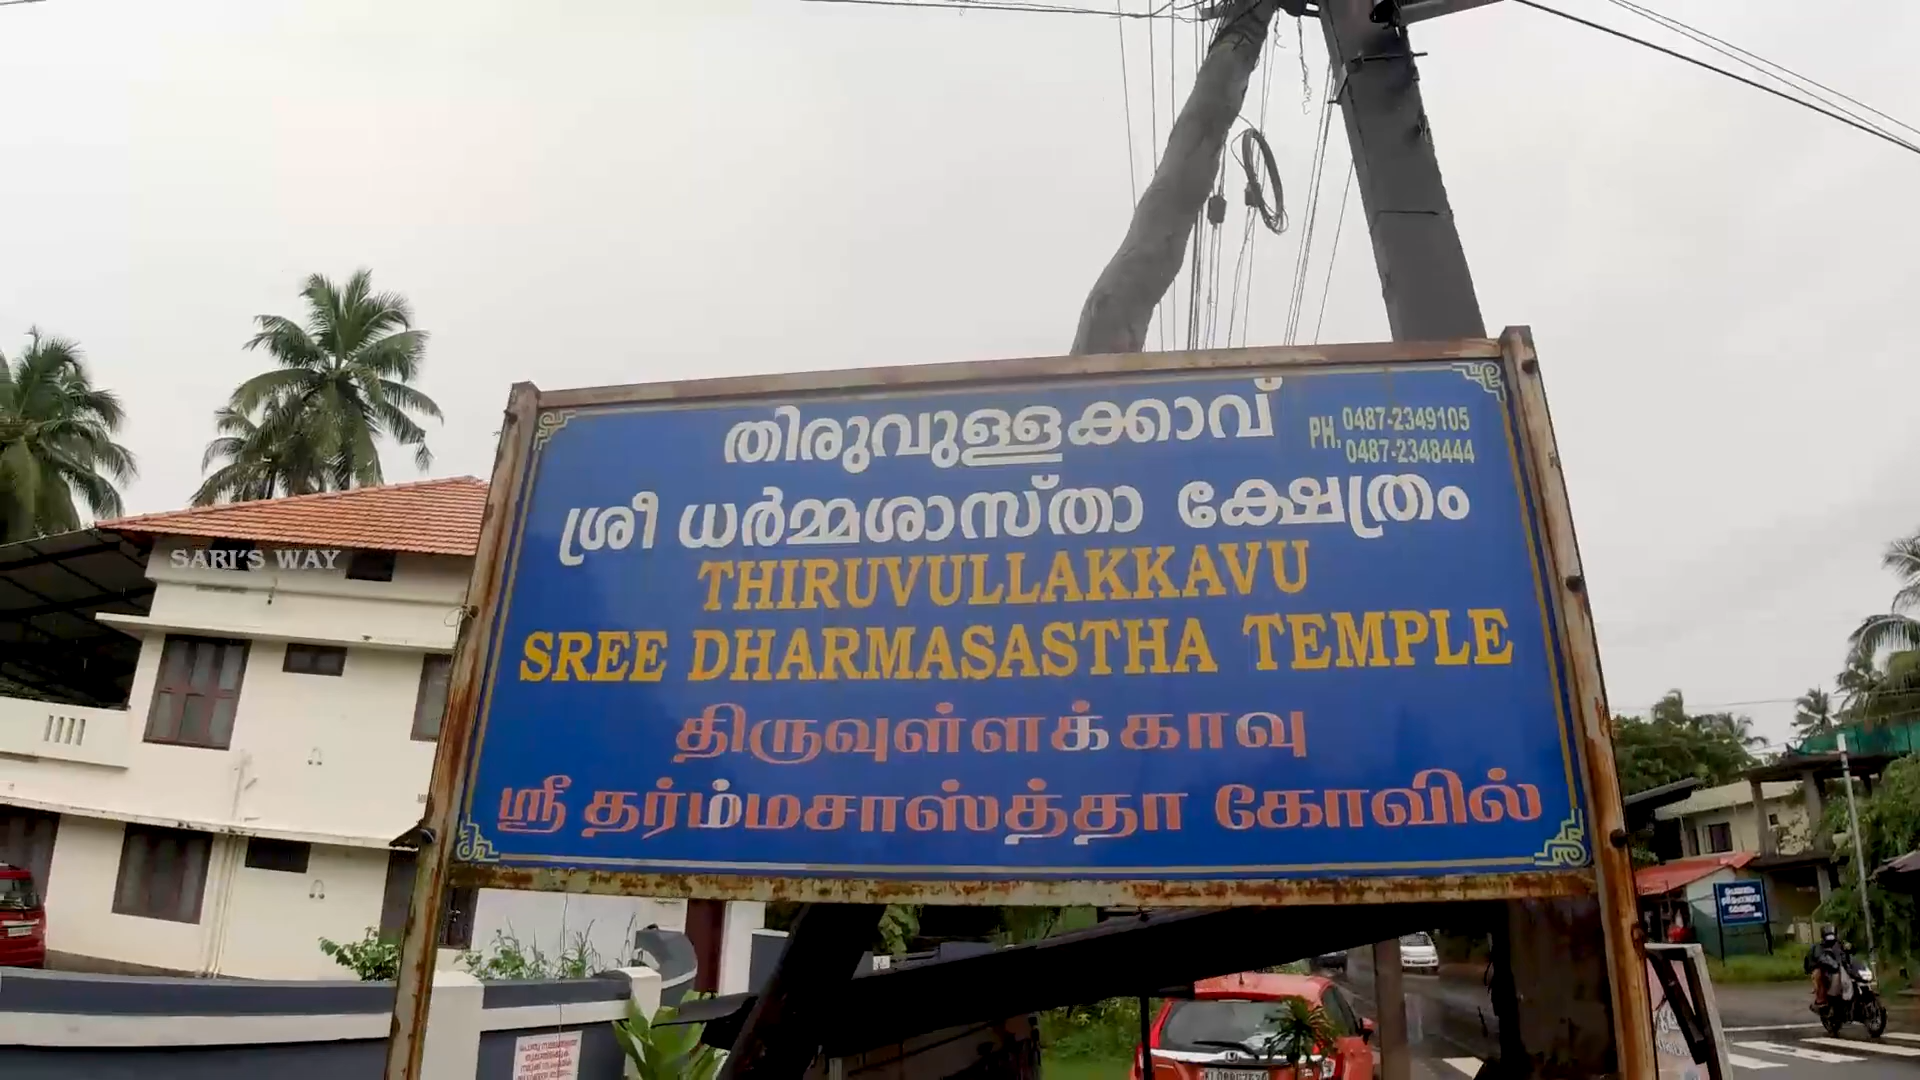 തിരുവുള്ളക്കാവ്
PH. 0487-2349105
0487-2348444
ശ്രീ ധർമ്മശാസ്താ ക്ഷേത്രം
THIRUVULLAKKAVU
SREE DHARMASASTHA TEMPLE
திருவுள்ளக்காவு
ஸ்ரீ தர்ம்மசாஸ்த்தா கோவில்
SARI'S WAY